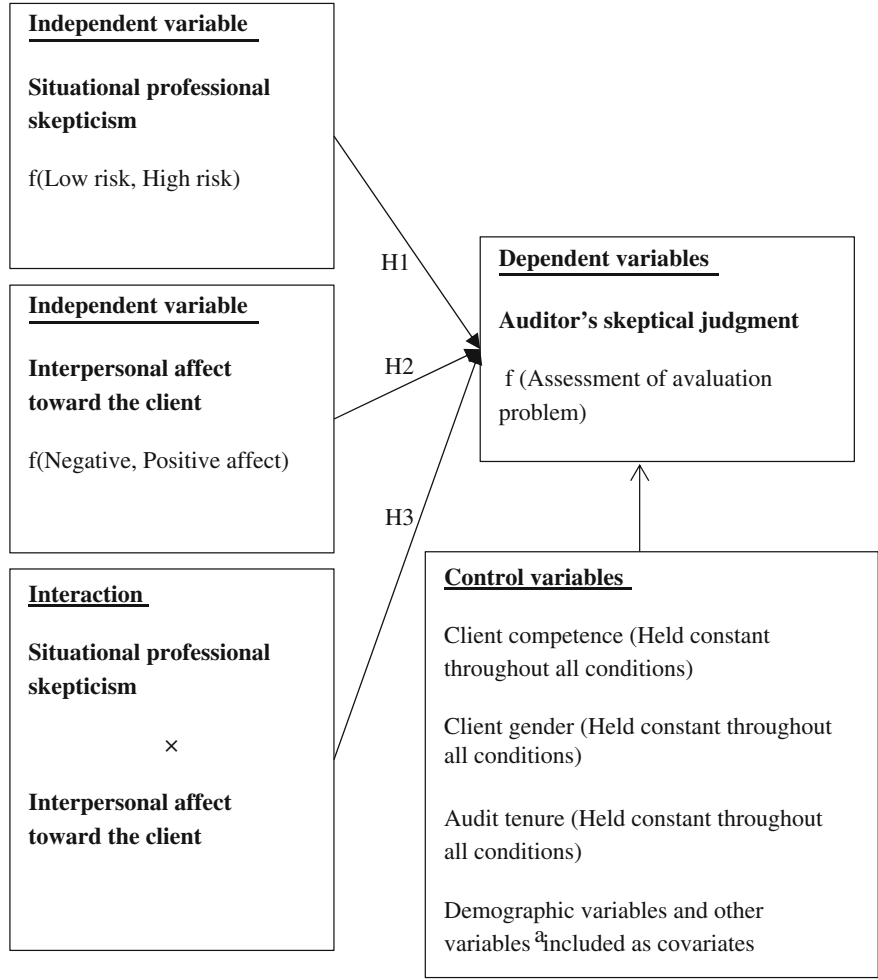 Independent variable
Situational professional
skepticism
f(Low risk, High risk)
Independent variable
Interpersonal affect
toward the client
f(Negative, Positive affect)
Interaction
Situational professional
skepticism
×
Interpersonal affect
toward the client
H1
H2
H3
Dependent variables
Auditor's skeptical judgment
f (Assessment of avaluation
problem)
Control variables
Client competence (Held constant
throughout all conditions)
Client gender (Held constant throughout
all conditions)
Audit tenure (Held constant throughout
all conditions)
Demographic variables and other
variables a included as covariates